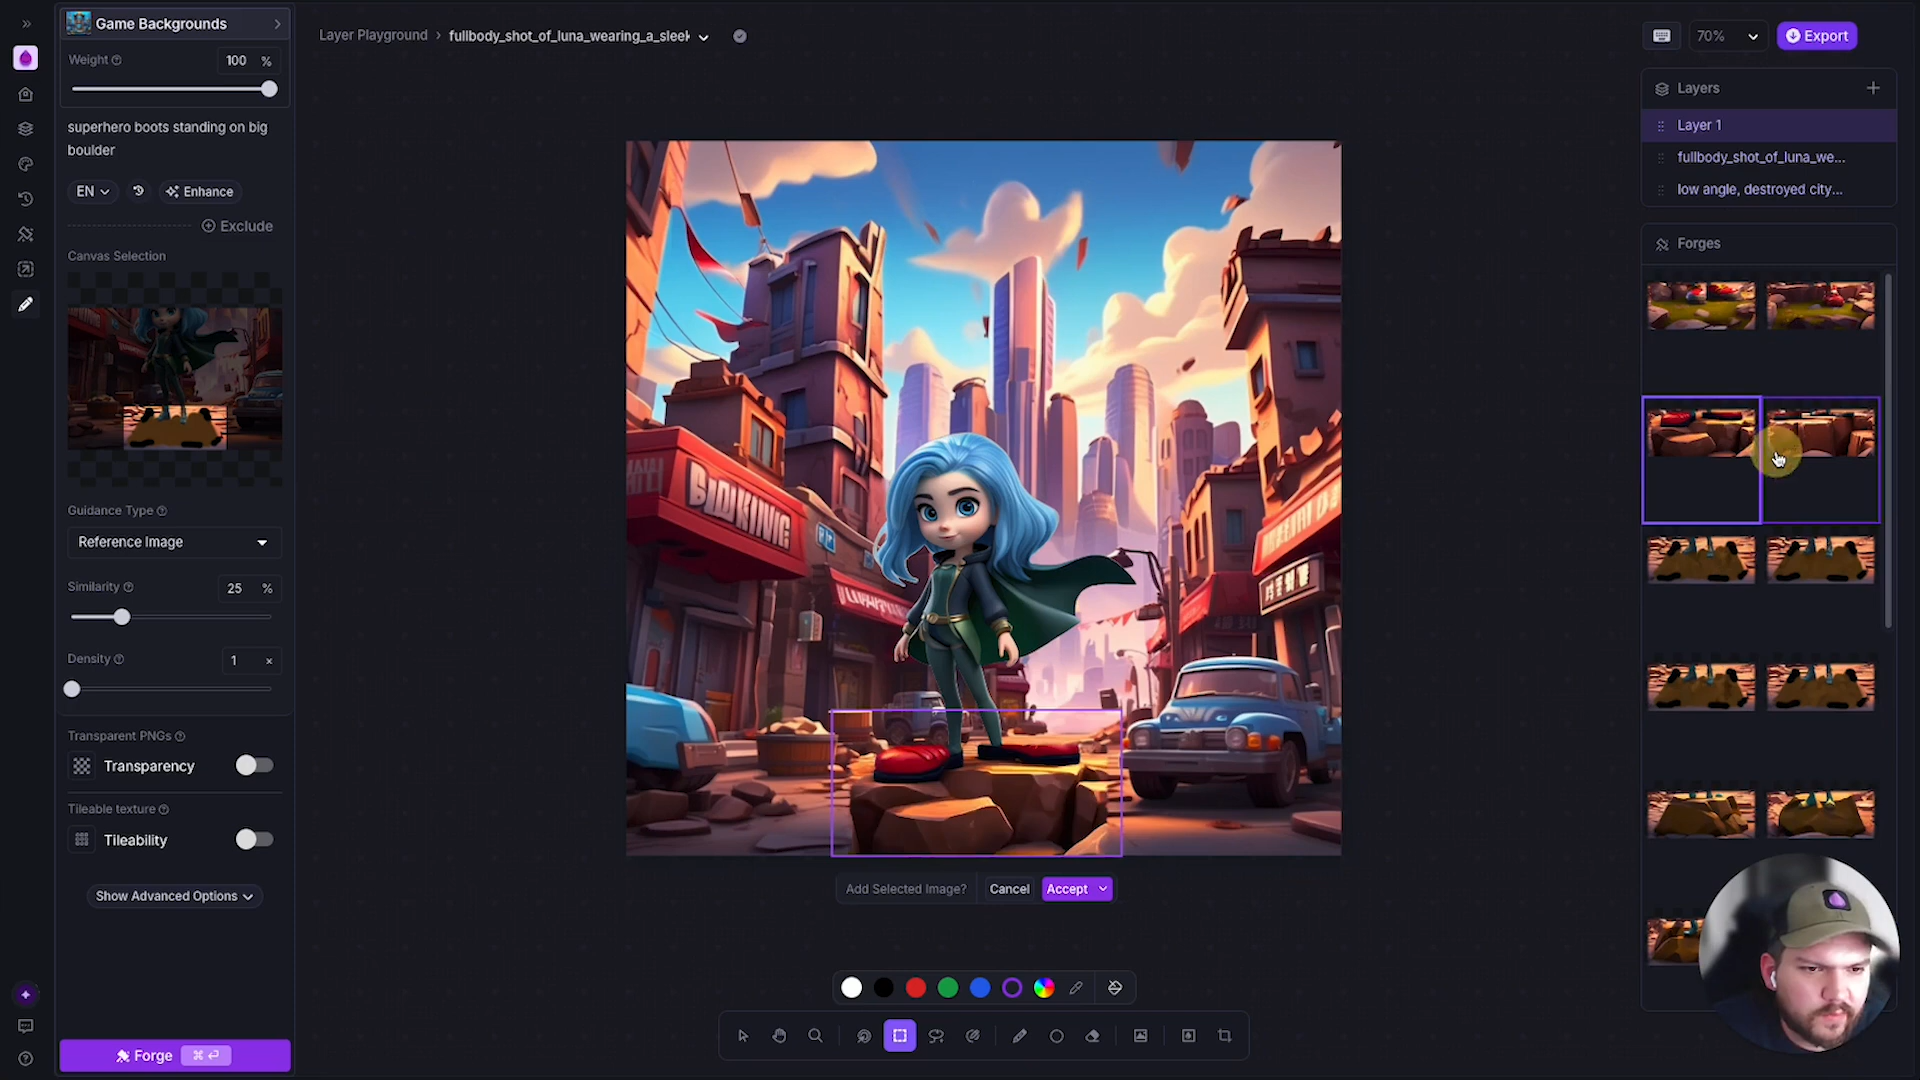 Game Backgrounds
Weight
100 %
superhero boots standing on big
boulder
EN
Enhance
Exclude
Canvas Selection
Guidance Type
Reference Image
Similarity
25 %
Density
1 ×
Transparent PNGs
Transparency
Tileable texture
Tileability
Show Advanced Options
Forge
Layer Playground › fullbody_shot_of_luna_wearing_a_sleek
70%
Export
Layers
Layer 1
fullbody_shot_of_luna_we...
low angle, destroyed city...
Forges
Add Selected Image?
Cancel
Accept